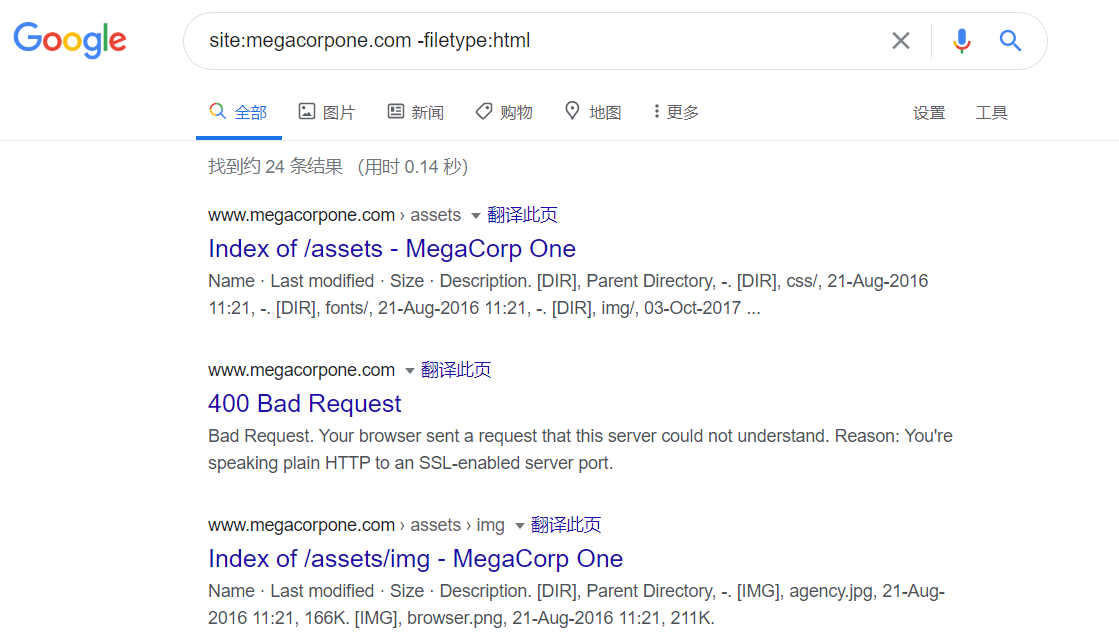 Google
site:megacorpone.com -filetype:html
全部 图片 新闻 购物 地图 更多 设置 工具
找到约 24 条结果 （用时 0.14 秒）
www.megacorpone.com › assets 翻译此页
Index of /assets - MegaCorp One
Name · Last modified · Size · Description. [DIR], Parent Directory, -. [DIR], css/, 21-Aug-2016
11:21, -. [DIR], fonts/, 21-Aug-2016 11:21, -. [DIR], img/, 03-Oct-2017 ...
www.megacorpone.com 翻译此页
400 Bad Request
Bad Request. Your browser sent a request that this server could not understand. Reason: You're
speaking plain HTTP to an SSL-enabled server port.
www.megacorpone.com › assets › img 翻译此页
Index of /assets/img - MegaCorp One
Name · Last modified · Size · Description. [DIR], Parent Directory, -. [IMG], agency.jpg, 21-Aug-
2016 11:21, 166K. [IMG], browser.png, 21-Aug-2016 11:21, 211K.